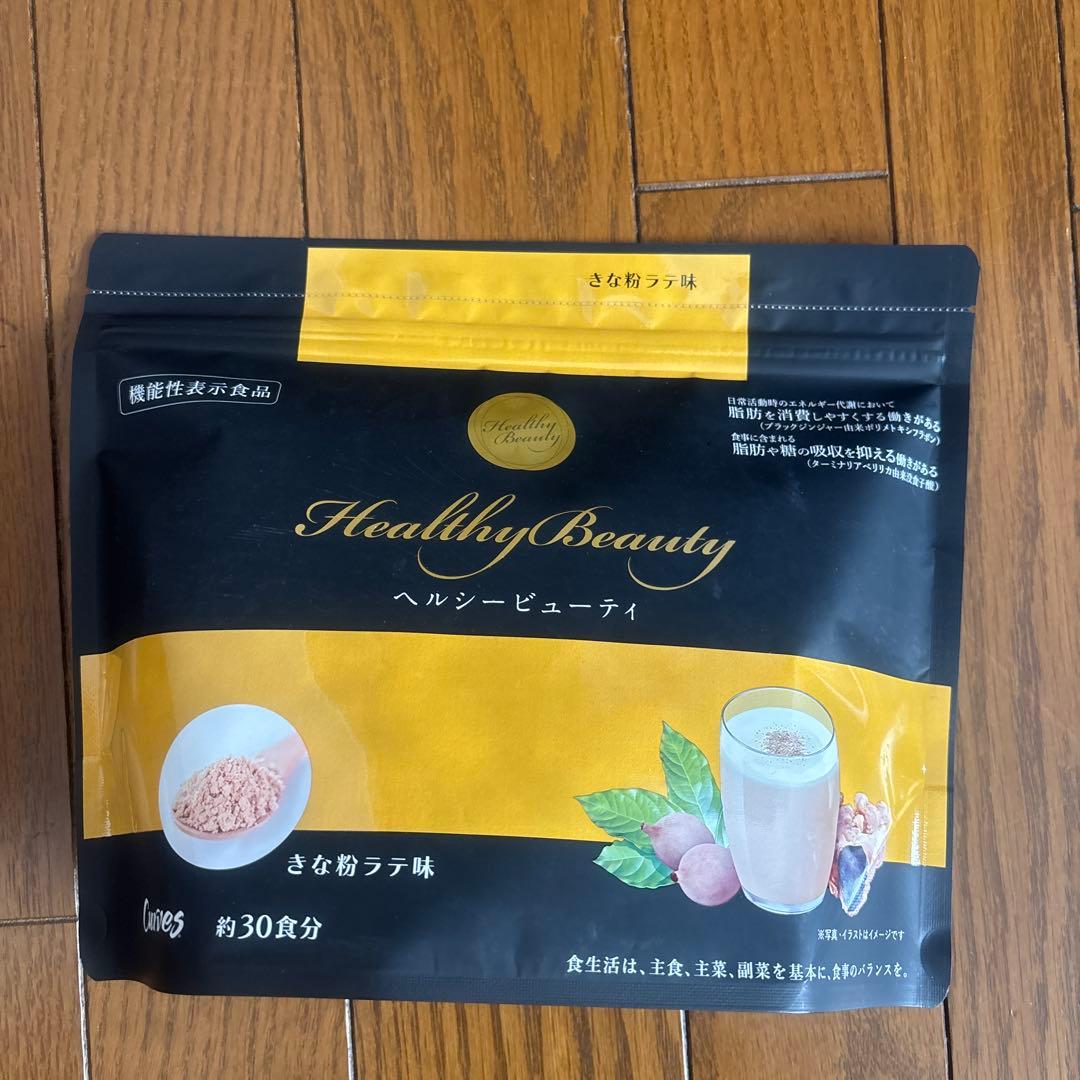 きな粉ラテ味
機能性表示食品
Healthy
Beauty
日常活動時のエネルギー代謝において
脂肪を消費しやすくする働きがある
(ブラックジンジャー由来ポリメトキシフラボン)
食事に含まれる
脂肪や糖の吸収を抑える働きがある
(ターミナリアベリリカ由来没食子酸)
Healthy Beauty
ヘルシービューティ
きな粉ラテ味
Curves
約30食分
※写真・イラストはイメージです
食生活は、主食、主菜、副菜を基本に、食事のバランスを。